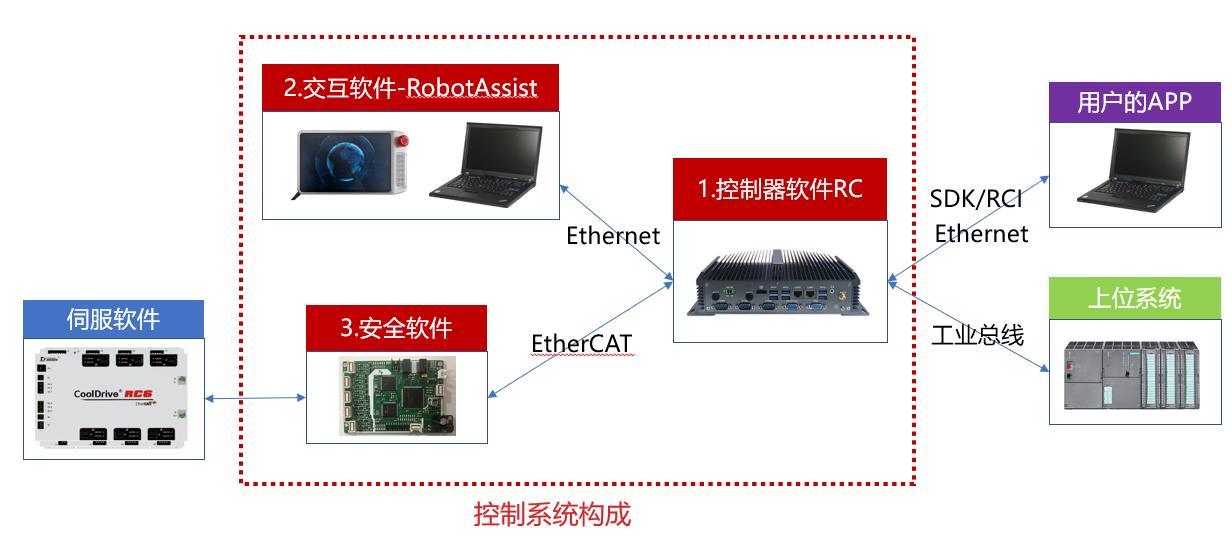 2.交互软件-RobotAssist
用户的APP
1.控制器软件RC
SDK/RCI
Ethernet
Ethernet
伺服软件
3.安全软件
EtherCAT
上位系统
工业总线
CoolDrive® RC6
EtherCAT
控制系统构成